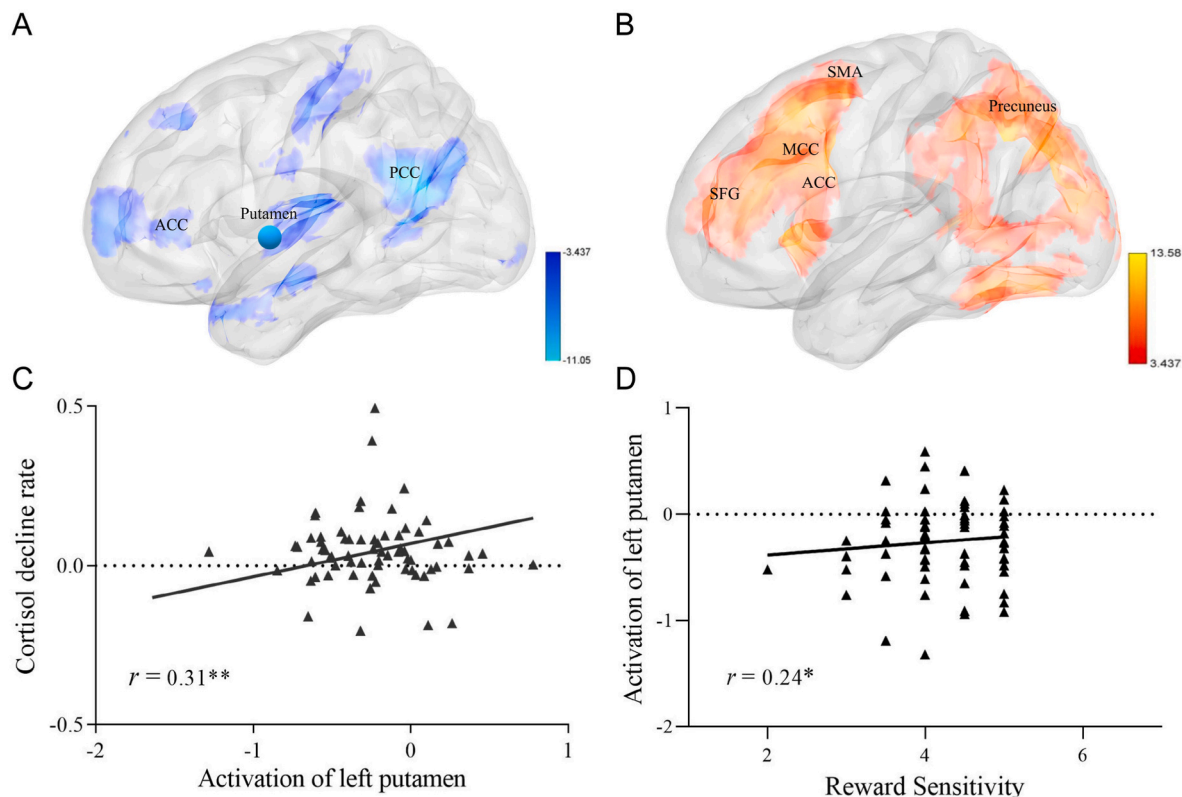 A
PCC
Putamen
ACC
-3.437
-11.05
B
SMA
Precuneus
MCC
ACC
SFG
13.58
3.437
C
0.5
0.0
-0.5
Cortisol decline rate
r = 0.31**
-2
-1
0
1
Activation of left putamen
D
1
0
-1
-2
Activation of left putamen
r = 0.24*
2
4
6
Reward Sensitivity